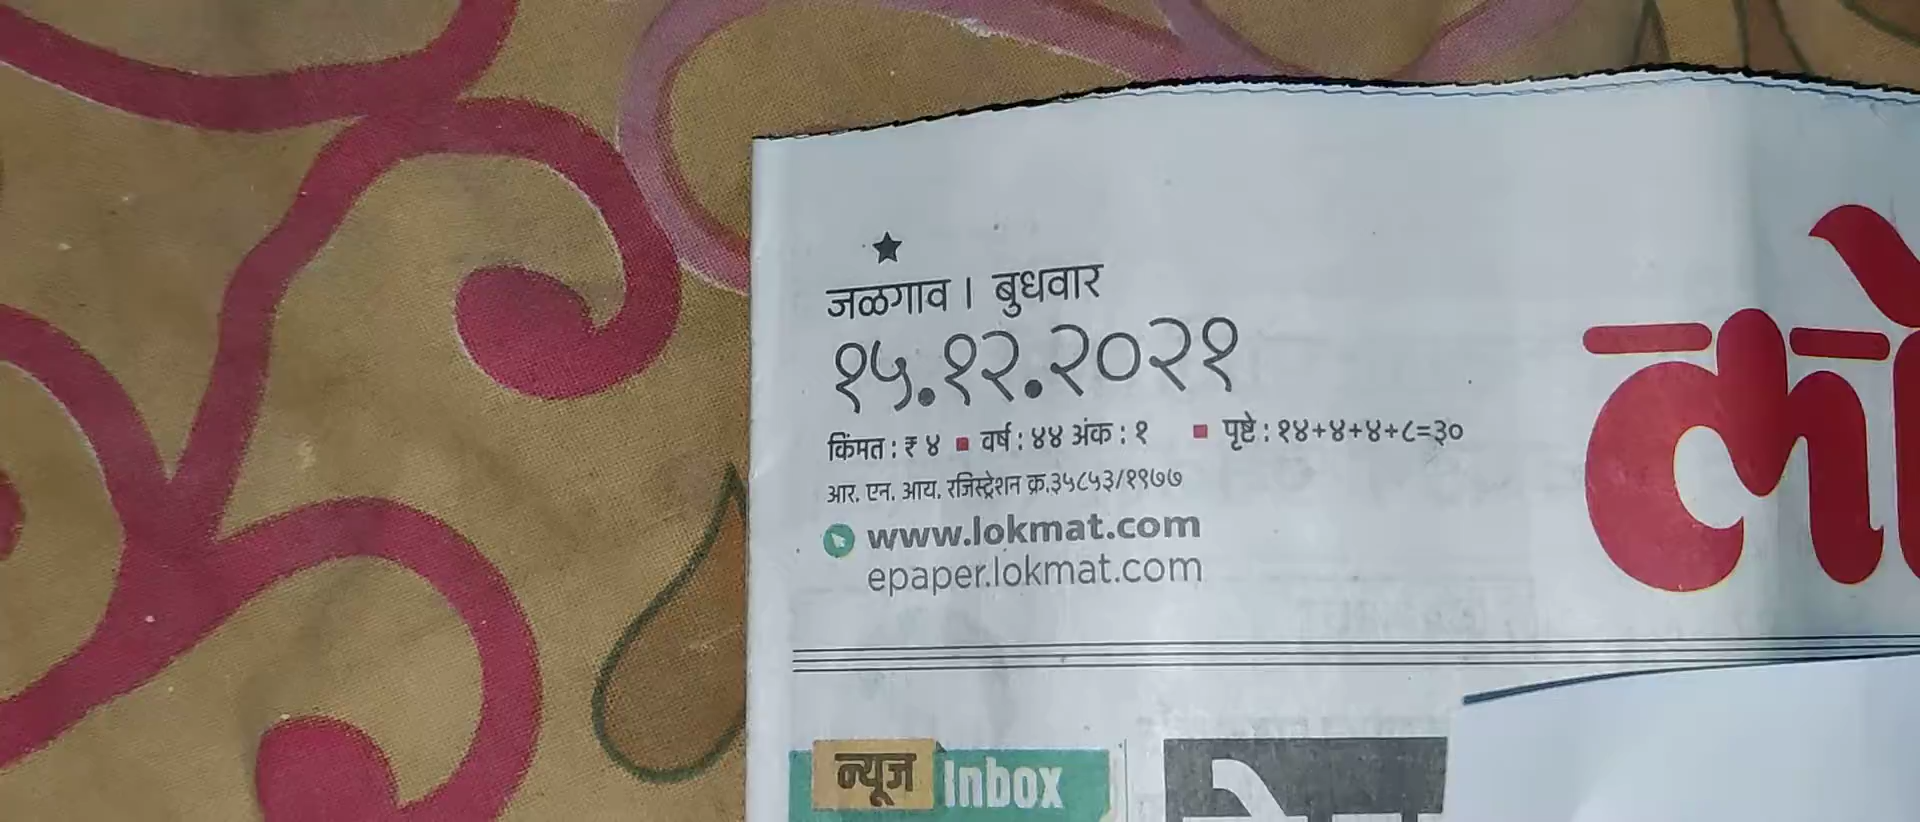 जळगाव । बुधवार
१५.१२.२०२१
किंमत : ₹ ४ ▪ वर्ष : ४४ अंक : १ ▪ पृष्ठे : १४+४+४+८=३०
आर. एन. आय. रजिस्ट्रेशन क्र.३५८५३/१९७७
www.lokmat.com
epaper.lokmat.com
लो
न्यूज Inbox